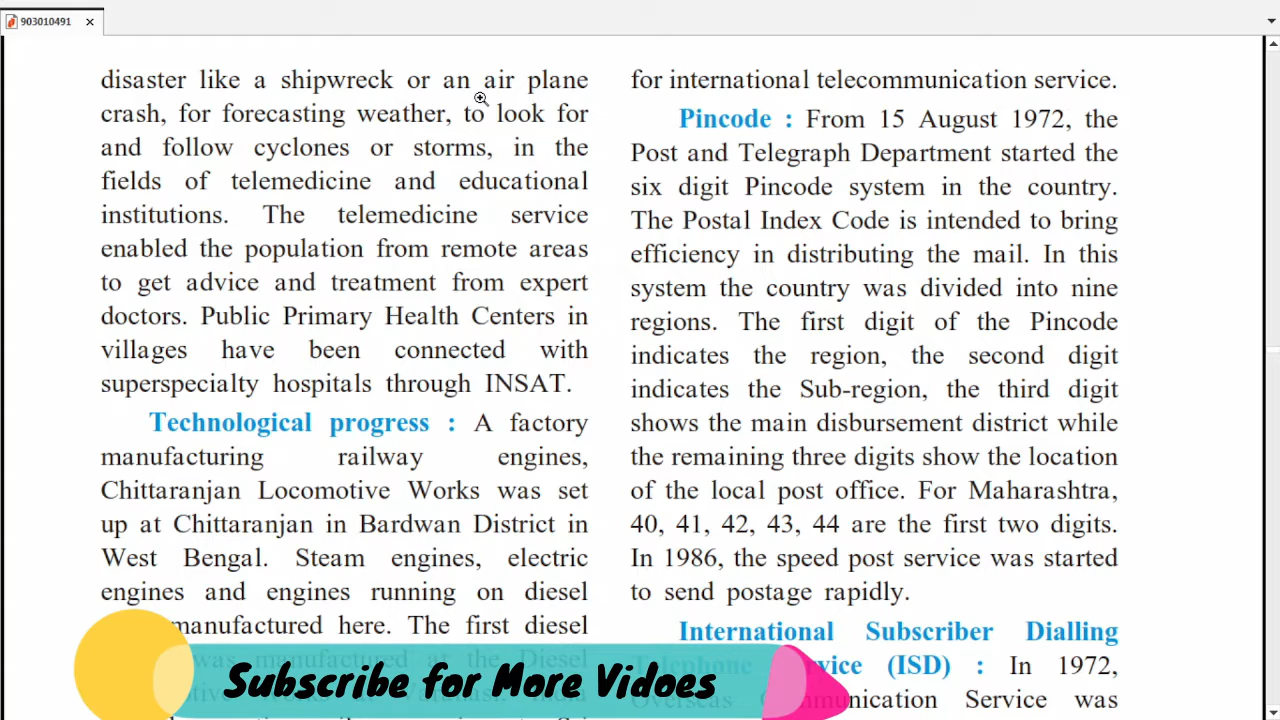 903010491
disaster like a shipwreck or an air plane
crash, for forecasting weather, to look for
and follow cyclones or storms, in the
fields of telemedicine and educational
institutions. The telemedicine service
enabled the population from remote areas
to get advice and treatment from expert
doctors. Public Primary Health Centers in
villages have been connected with
superspecialty hospitals through INSAT.
Technological progress : A factory
manufacturing railway engines,
Chittaranjan Locomotive Works was set
up at Chittaranjan in Bardwan District in
West Bengal. Steam engines, electric
engines and engines running on diesel
manufactured here. The first diesel
was manufactured at the Diesel
for international telecommunication service.
Pincode : From 15 August 1972, the
Post and Telegraph Department started the
six digit Pincode system in the country.
The Postal Index Code is intended to bring
efficiency in distributing the mail. In this
system the country was divided into nine
regions. The first digit of the Pincode
indicates the region, the second digit
indicates the Sub-region, the third digit
shows the main disbursement district while
the remaining three digits show the location
of the local post office. For Maharashtra,
40, 41, 42, 43, 44 are the first two digits.
In 1986, the speed post service was started
to send postage rapidly.
International Subscriber Dialling
(ISD) : In 1972,
Service was
Subscribe for More Vidoes